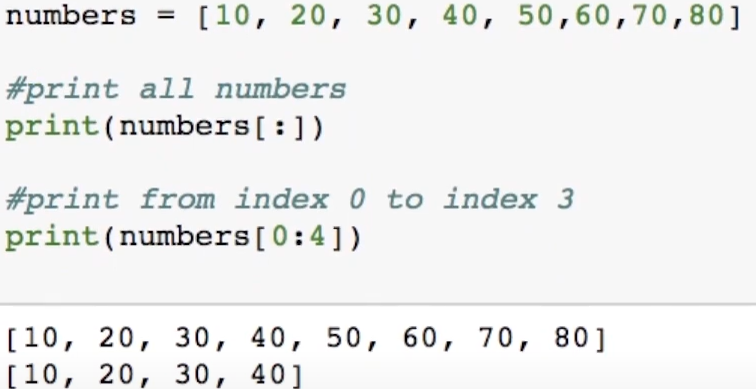 numbers = [10, 20, 30, 40, 50,60,70,80]
#print all numbers
print(numbers[:])
#print from index 0 to index 3
print(numbers[0:4])
[10, 20, 30, 40, 50, 60, 70, 80]
[10, 20, 30, 40]